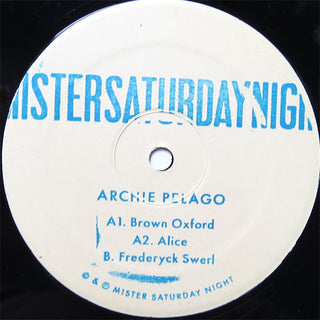 MISTERSATURDAYNIGH
ARCHIE PELAGO
A1. Brown Oxford
A2. Alice
B. Frederyck Swerl
© & ℗ MISTER SATURDAY NIGHT